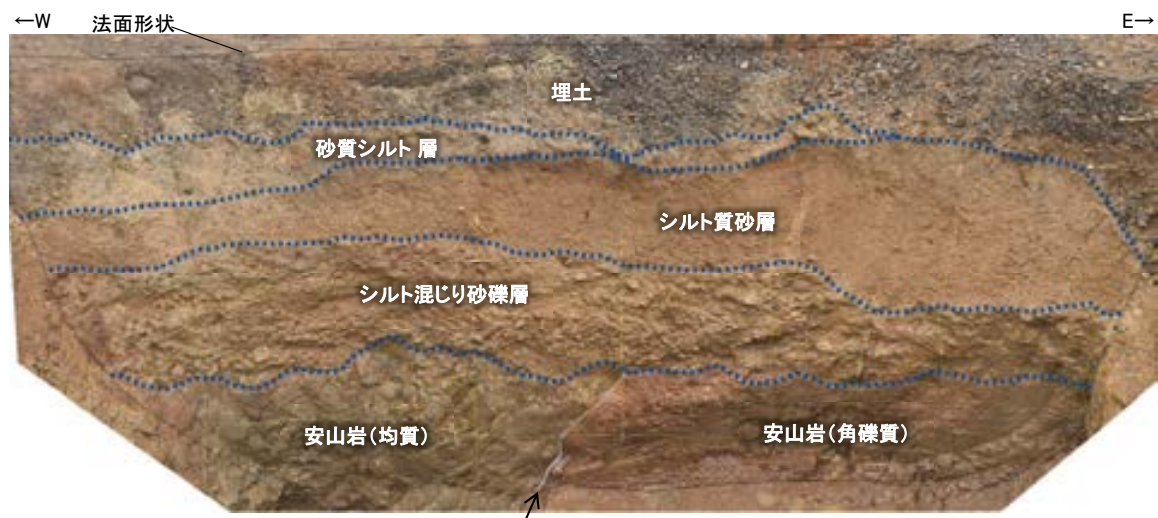 ←W
法面形状
E→
埋土
砂質シルト 層
シルト質砂層
シルト混じり砂礫層
安山岩（均質）
安山岩（角礫質）